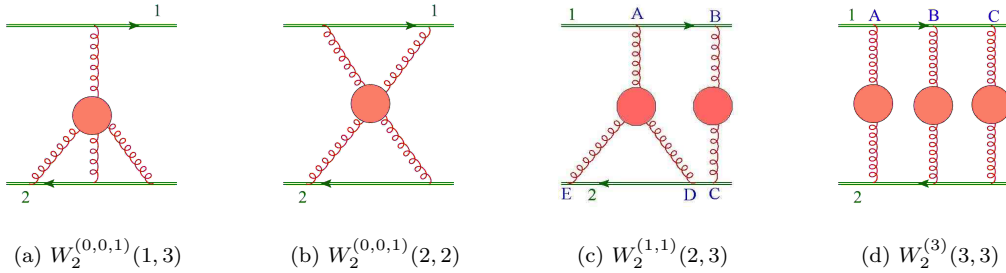 1
2
(a) W_2^{(0,0,1)}(1, 3)
1
2
(b) W_2^{(0,0,1)}(2, 2)
1 A B
E 2 D C
(c) W_2^{(1,1)}(2, 3)
1 A B C
2
(d) W_2^{(3)}(3, 3)